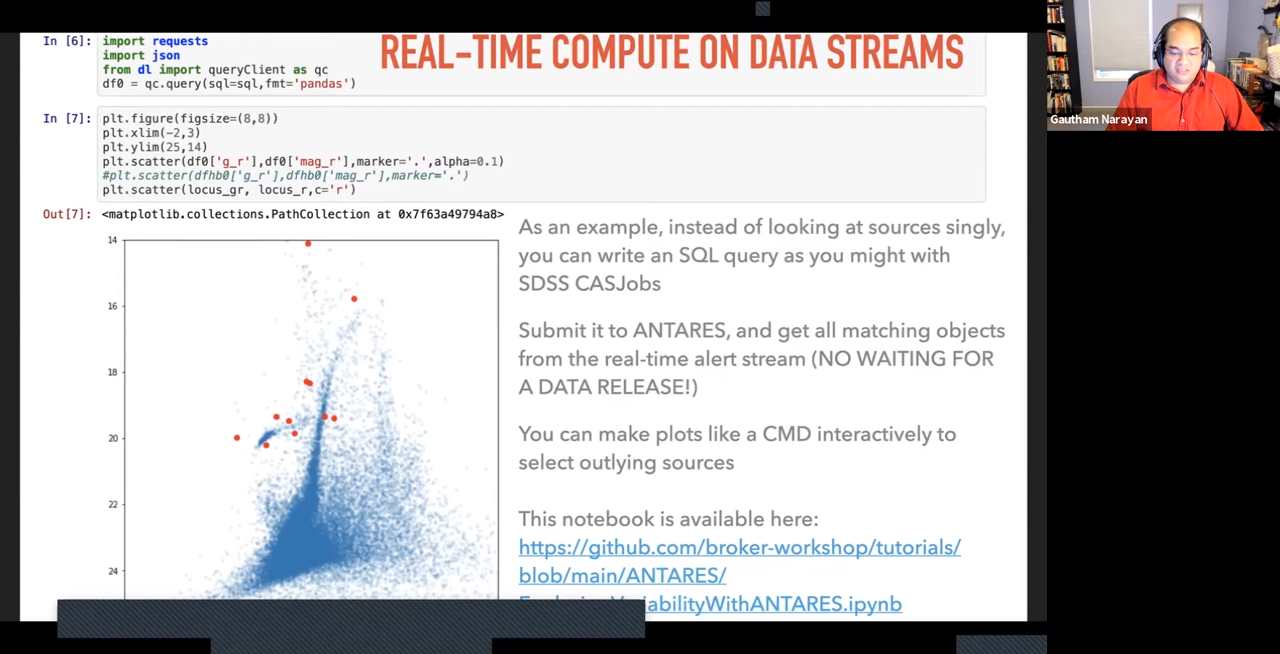 In [6]: import requests
REAL-TIME COMPUTE ON DATA STREAMS
import json
from dl import queryClient as qc
df0 = qc.query(sql=sql,fmt='pandas')
In [7]: plt.figure(figsize=(8,8))
plt.xlim(-2,3)
plt.ylim(25,14)
plt.scatter(df0['g_r'],df0['mag_r'],marker='.',alpha=0.1)
#plt.scatter(dfhb0['g_r'],dfhb0['mag_r'],marker='.')
plt.scatter(locus_gr, locus_r,c='r')
Out[7]: <matplotlib.collections.PathCollection at 0x7f63a49794a8>
14
16
18
20
22
24
As an example, instead of looking at sources singly,
you can write an SQL query as you might with
SDSS CASJobs
Submit it to ANTARES, and get all matching objects
from the real-time alert stream (NO WAITING FOR
A DATA RELEASE!)
You can make plots like a CMD interactively to
select outlying sources
This notebook is available here:
https://github.com/broker-workshop/tutorials/
blob/main/ANTARES/
abilityWithANTARES.ipynb
Gautham Narayan